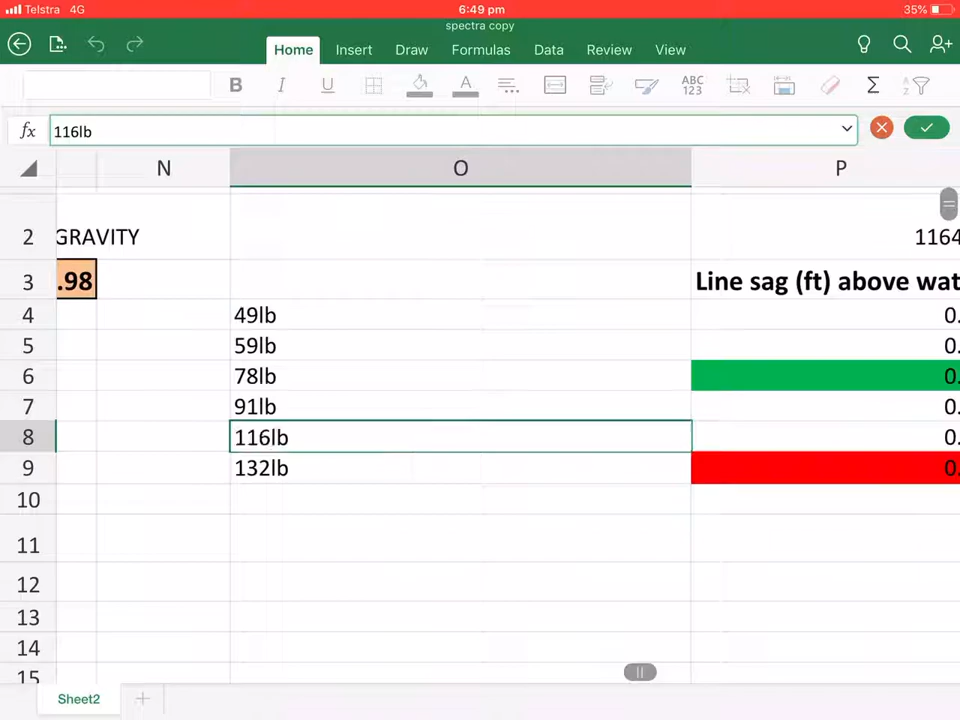 Telstra 4G 6:49 pm 35%
spectra copy
Home Insert Draw Formulas Data Review View
B I U A ABC 123 Σ A Z
fx 116lb
N O P
2 GRAVITY 1164
3 .98 Line sag (ft) above wat
4 49lb 0.
5 59lb 0.
6 78lb 0.
7 91lb 0.
8 116lb 0.
9 132lb 0.
10
11
12
13
14
15
Sheet2